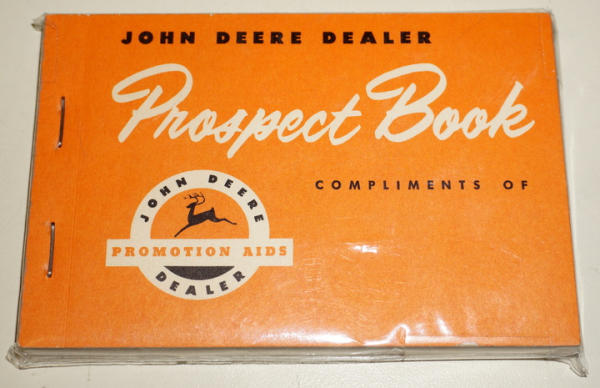 JOHN DEERE DEALER
Prospect Book
COMPLIMENTS OF
JOHN DEERE
PROMOTION AIDS
DEALER